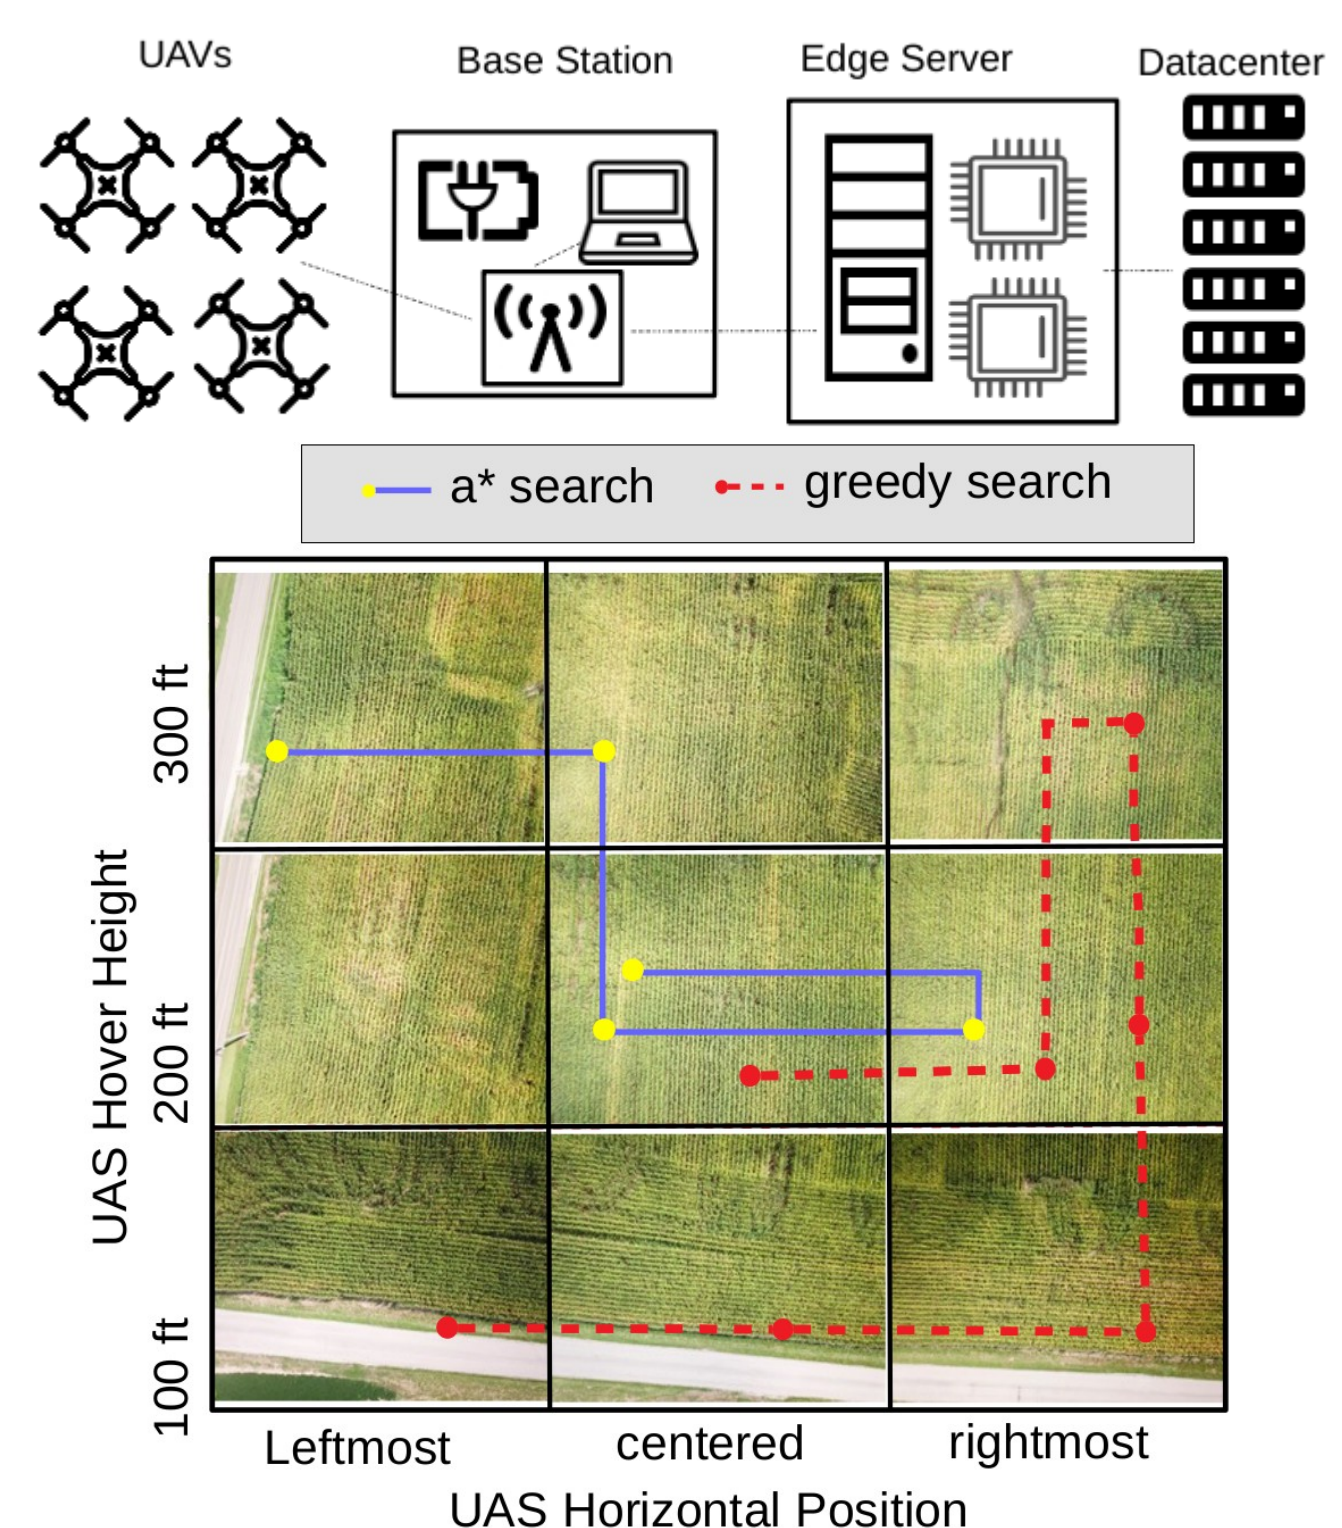 UAVs
Base Station
Edge Server
Datacenter
a* search
greedy search
300 ft
200 ft
100 ft
UAS Hover Height
Leftmost
centered
rightmost
UAS Horizontal Position